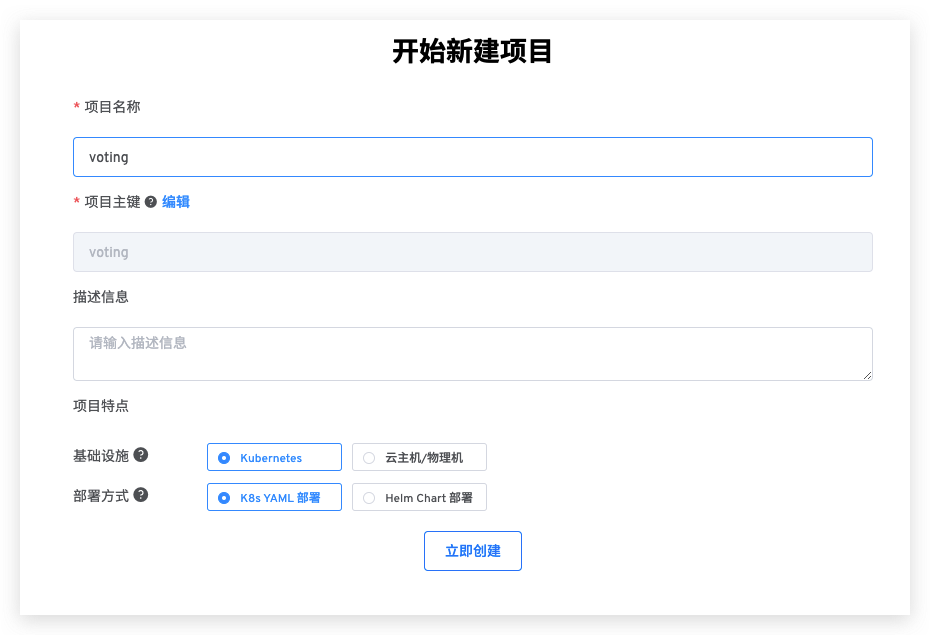 开始新建项目
* 项目名称
voting
* 项目主键 ? 编辑
voting
描述信息
请输入描述信息
项目特点
基础设施 ? Kubernetes 云主机/物理机
部署方式 ? K8s YAML 部署 Helm Chart 部署
立即创建